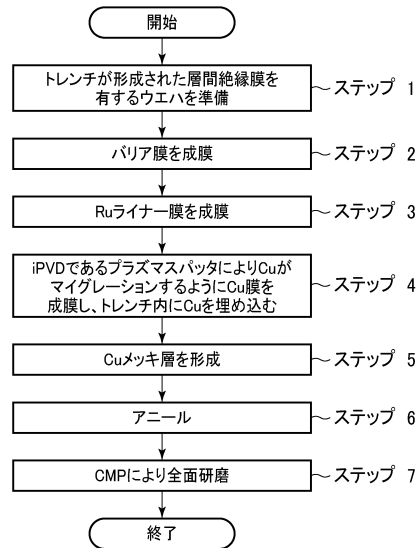 開始
トレンチが形成された層間絶縁膜を
有するウエハを準備
ステップ 1
バリア膜を成膜
ステップ 2
Ruライナー膜を成膜
ステップ 3
iPVDであるプラズマスパッタによりCuが
マイグレーションするようにCu膜を
成膜し、トレンチ内にCuを埋め込む
ステップ 4
Cuメッキ層を形成
ステップ 5
アニール
ステップ 6
CMPにより全面研磨
ステップ 7
終了